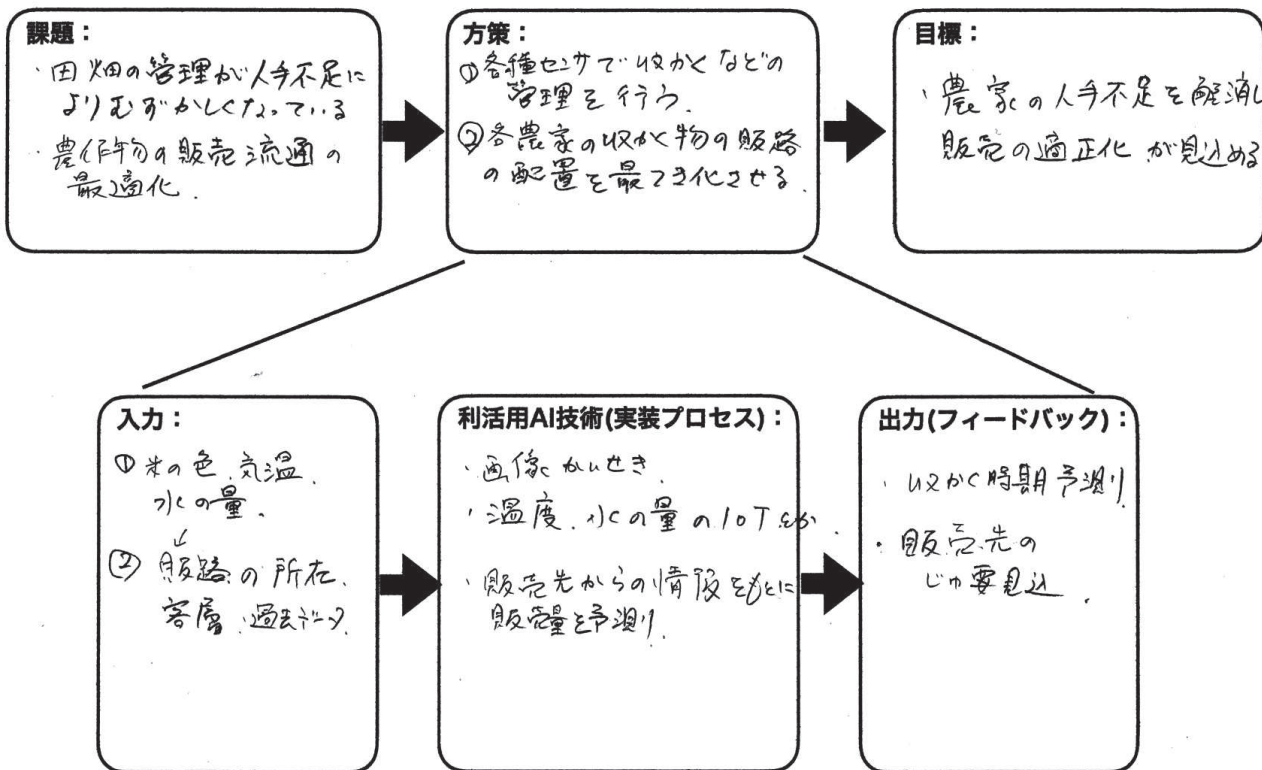 課題：
・田畑の管理が人手不足に
よりむずかしくなっている
・農作物の販売流通の
最適化．
方策：
①各種センサで収かくなどの
管理を行う．
②各農家の収かく物の販路
の配置を最てき化させる．
目標：
・農家の人手不足を解消し
販売の適正化が見込める
入力：
①米の色．気温．
水の量．
② 販路の所在．
客層．過去データ．
利活用AI技術(実装プロセス)：
・画像かいせき
・温度．水の量のIoT
・販売先からの情報をもとに
販売量を予測．
出力(フィードバック)：
・収かく時期予測
・販売先の
じゅ要見込．